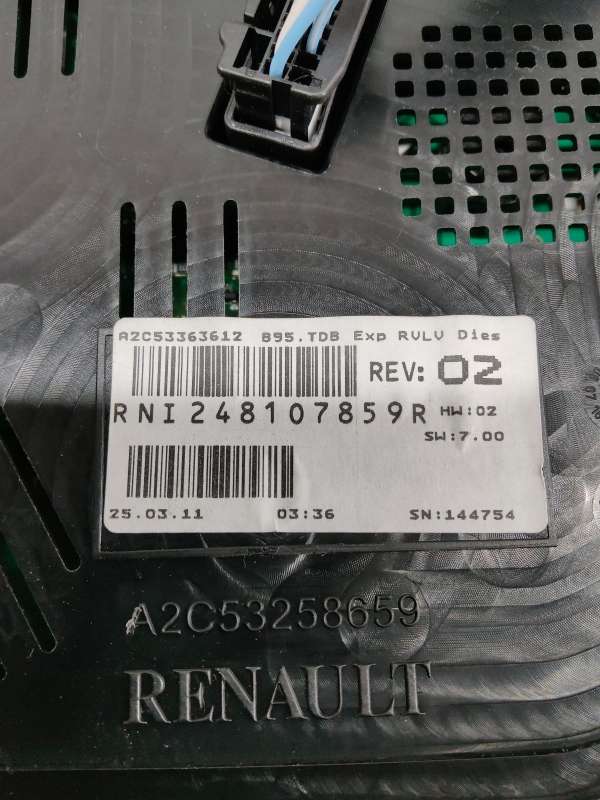 A2C53363612 B95.TDB Exp RVLV Dies
REV: 02
RNI248107859R HW:02
SW:7.00
25.03.11 03:36 SN:144754
A2C53258659
RENAULT